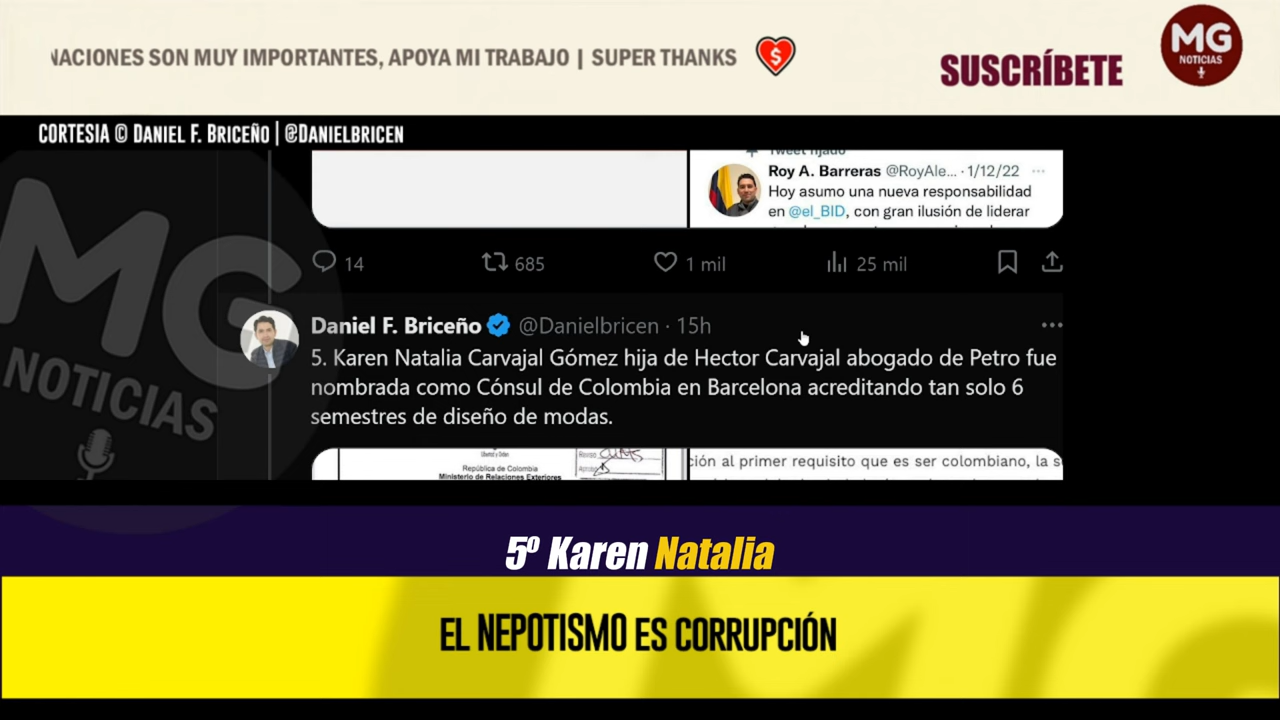 NACIONES SON MUY IMPORTANTES, APOYA MI TRABAJO | SUPER THANKS
SUSCRÍBETE
MG
NOTICIAS
CORTESIA © DANIEL F. BRICEÑO | @DANIELBRICEN
Tweet fijado
Roy A. Barreras @RoyAle... · 1/12/22
Hoy asumo una nueva responsabilidad
en @el_BID, con gran ilusión de liderar
14 685 1 mil 25 mil
Daniel F. Briceño @Danielbricen · 15h
5. Karen Natalia Carvajal Gómez hija de Hector Carvajal abogado de Petro fue
nombrada como Cónsul de Colombia en Barcelona acreditando tan solo 6
semestres de diseño de modas.
MG
NOTICIAS
República de Colombia
Ministerio de Relaciones Exteriores
ción al primer requisito que es ser colombiano, la s
5º Karen Natalia
EL NEPOTISMO ES CORRUPCIÓN